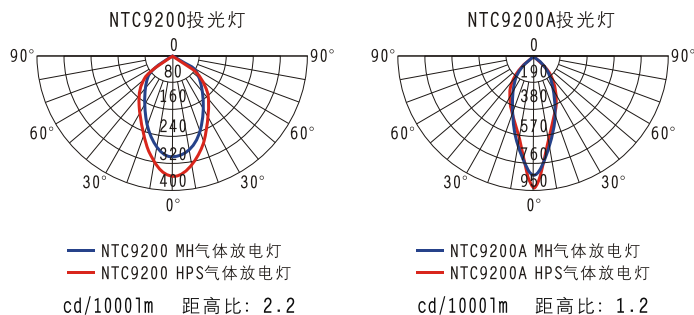 NTC9200投光灯
0
90° 90°
80
160
240
320
400
60° 60°
30° 30°
0°
NTC9200 MH气体放电灯
NTC9200 HPS气体放电灯
cd/1000lm 距高比: 2.2
NTC9200A投光灯
0
90° 90°
190
380
570
760
950
60° 60°
30° 30°
0°
NTC9200A MH气体放电灯
NTC9200A HPS气体放电灯
cd/1000lm 距高比: 1.2